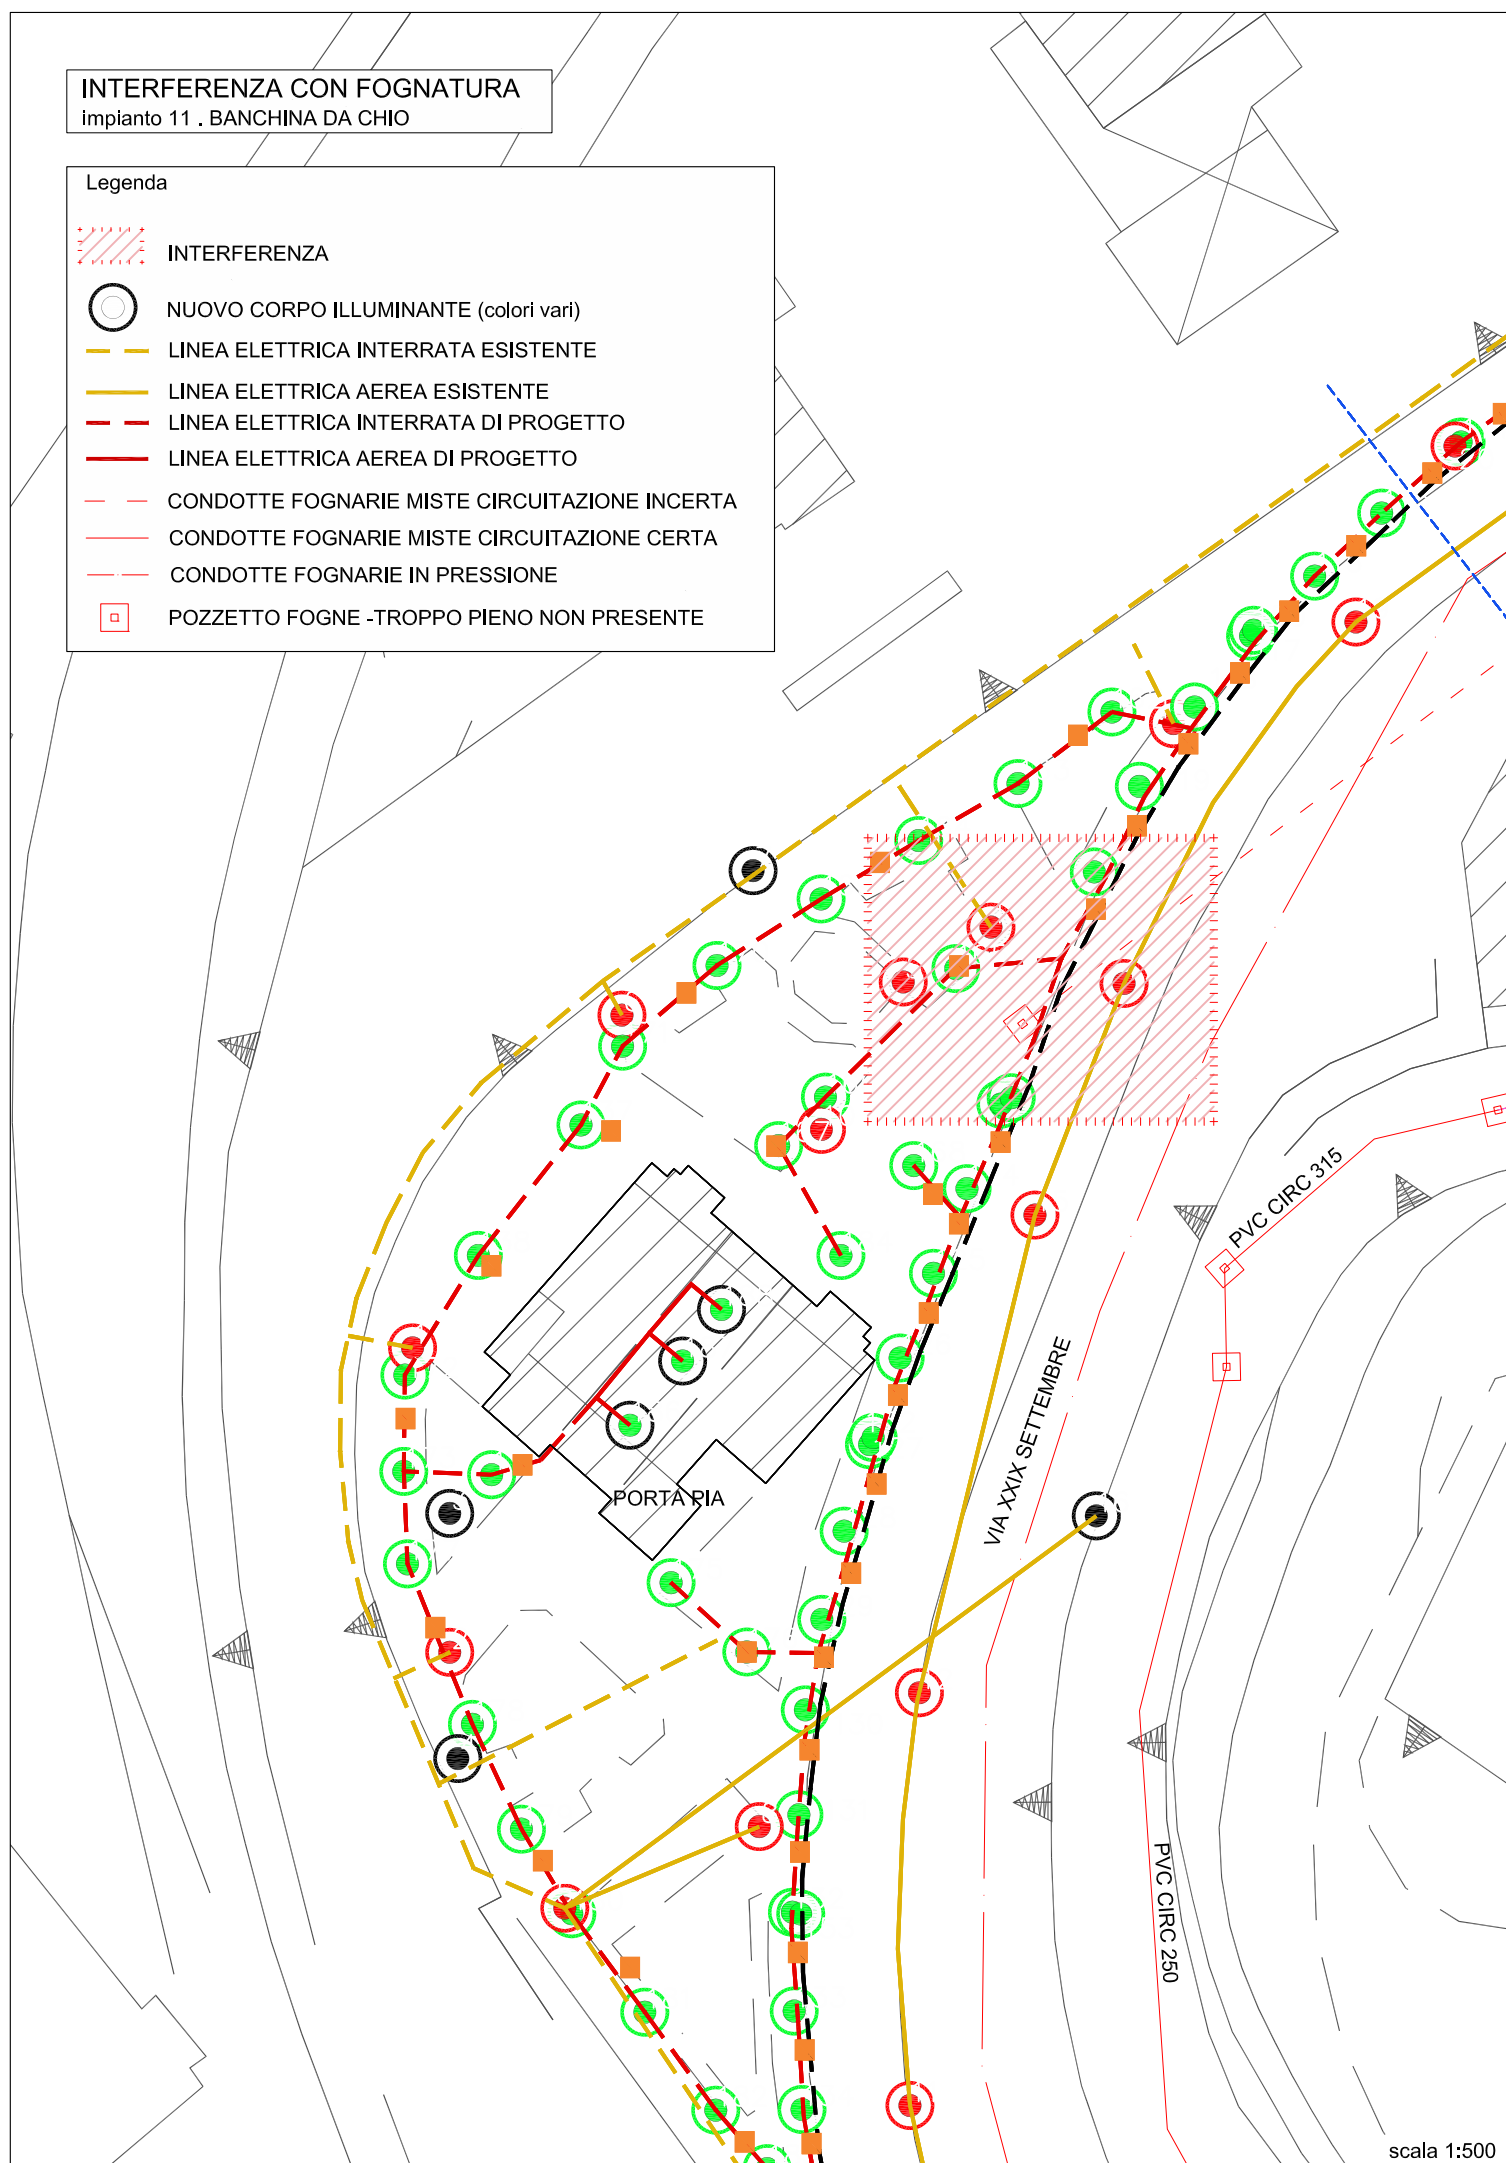 INTERFERENZA CON FOGNATURA
impianto 11 . BANCHINA DA CHIO
Legenda
INTERFERENZA
NUOVO CORPO ILLUMINANTE (colori vari)
LINEA ELETTRICA INTERRATA ESISTENTE
LINEA ELETTRICA AEREA ESISTENTE
LINEA ELETTRICA INTERRATA DI PROGETTO
LINEA ELETTRICA AEREA DI PROGETTO
CONDOTTE FOGNARIE MISTE CIRCUITAZIONE INCERTA
CONDOTTE FOGNARIE MISTE CIRCUITAZIONE CERTA
CONDOTTE FOGNARIE IN PRESSIONE
POZZETTO FOGNE -TROPPO PIENO NON PRESENTE
PVC CIRC 315
VIA XXIX SETTEMBRE
PORTA PIA
PVC CIRC 250
scala 1:500